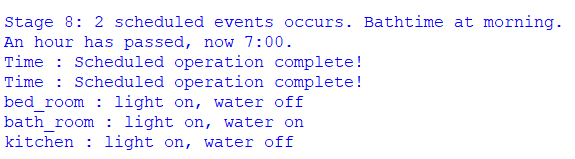 Stage 8: 2 scheduled events occurs. Bathtime at morning.
An hour has passed, now 7:00.
Time : Scheduled operation complete!
Time : Scheduled operation complete!
bed_room : light on, water off
bath_room : light on, water on
kitchen : light on, water off